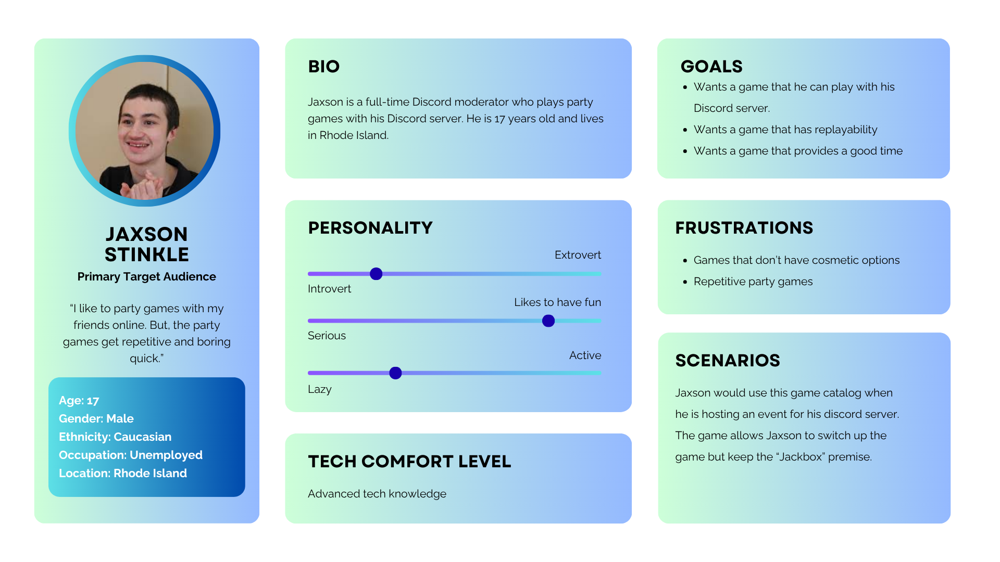 JAXSON
STINKLE
Primary Target Audience
“I like to party games with my
friends online. But, the party
games get repetitive and boring
quick.”
Age: 17
Gender: Male
Ethnicity: Caucasian
Occupation: Unemployed
Location: Rhode Island
BIO
Jaxson is a full-time Discord moderator who plays party
games with his Discord server. He is 17 years old and lives
in Rhode Island.
PERSONALITY
Extrovert
Introvert
Likes to have fun
Serious
Active
Lazy
TECH COMFORT LEVEL
Advanced tech knowledge
GOALS
• Wants a game that he can play with his
Discord server.
• Wants a game that has replayability
• Wants a game that provides a good time
FRUSTRATIONS
• Games that don’t have cosmetic options
• Repetitive party games
SCENARIOS
Jaxson would use this game catalog when
he is hosting an event for his discord server.
The game allows Jaxson to switch up the
game but keep the “Jackbox” premise.